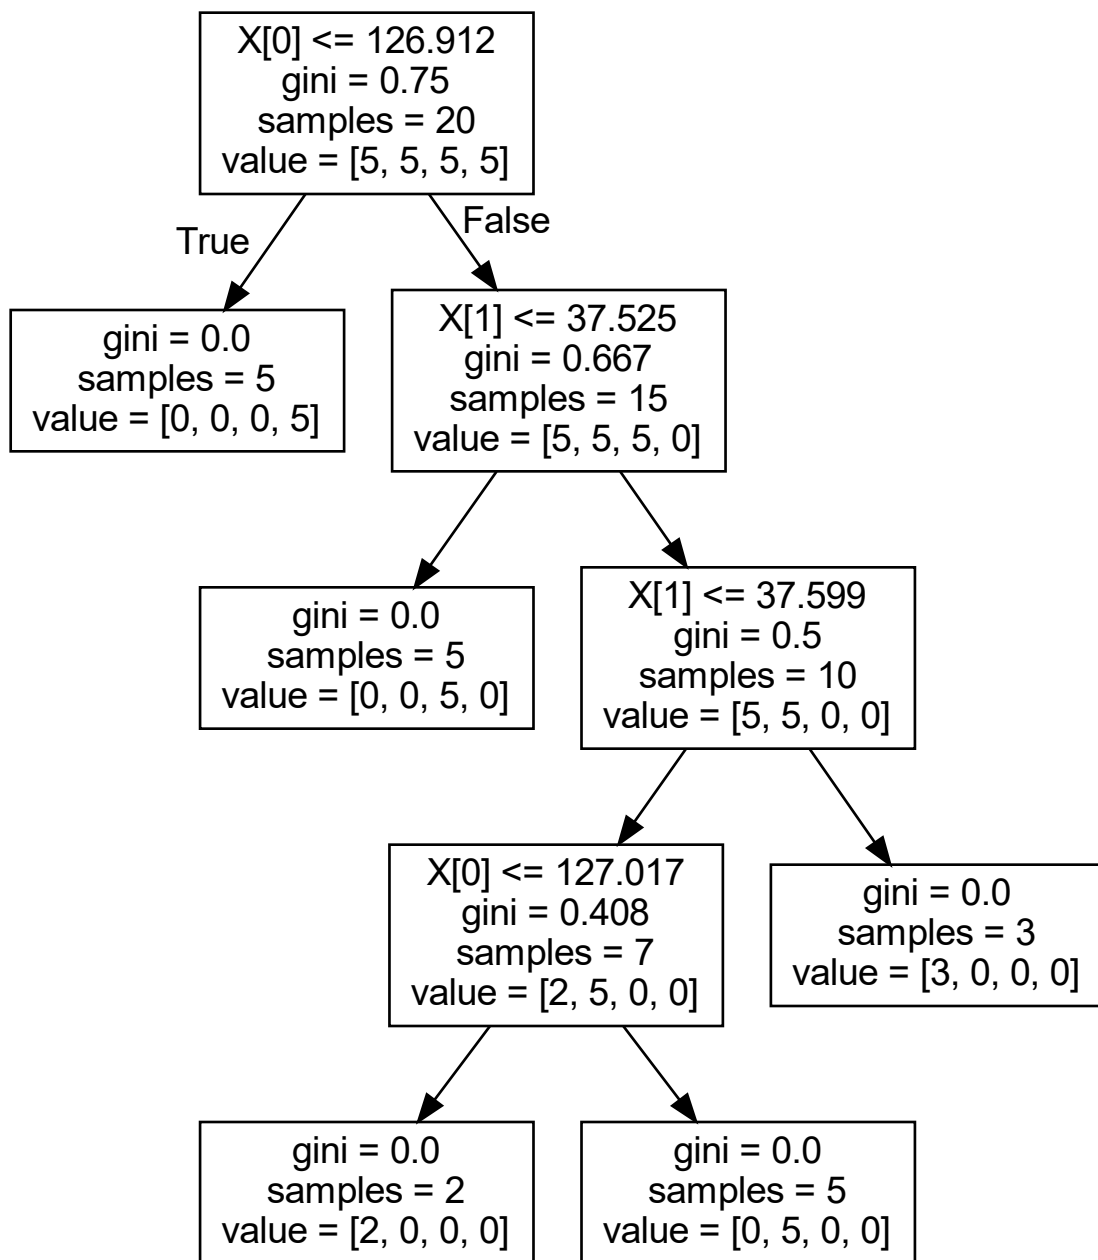 X[0] <= 126.912
gini = 0.75
samples = 20
value = [5, 5, 5, 5]
True
False
gini = 0.0
samples = 5
value = [0, 0, 0, 5]
X[1] <= 37.525
gini = 0.667
samples = 15
value = [5, 5, 5, 0]
gini = 0.0
samples = 5
value = [0, 0, 5, 0]
X[1] <= 37.599
gini = 0.5
samples = 10
value = [5, 5, 0, 0]
X[0] <= 127.017
gini = 0.408
samples = 7
value = [2, 5, 0, 0]
gini = 0.0
samples = 3
value = [3, 0, 0, 0]
gini = 0.0
samples = 2
value = [2, 0, 0, 0]
gini = 0.0
samples = 5
value = [0, 5, 0, 0]